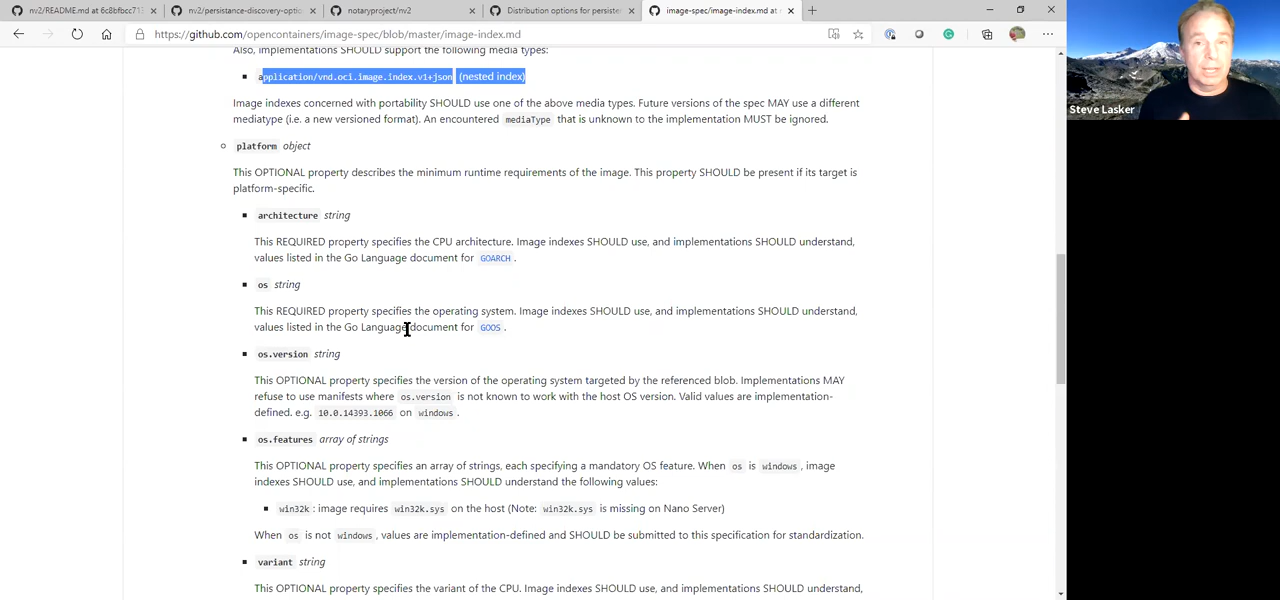 nv2/README.md at 6c8bfbcc71
nv2/persistance-discovery-optio
notaryproject/nv2
Distribution options for persiste
image-spec/image-index.md at
https://github.com/opencontainers/image-spec/blob/master/image-index.md
Also, implementations SHOULD support the following media types:
application/vnd.oci.image.index.v1+json (nested index)
Image indexes concerned with portability SHOULD use one of the above media types. Future versions of the spec MAY use a different
mediatype (i.e. a new versioned format). An encountered mediaType that is unknown to the implementation MUST be ignored.
platform object
This OPTIONAL property describes the minimum runtime requirements of the image. This property SHOULD be present if its target is
platform-specific.
architecture string
This REQUIRED property specifies the CPU architecture. Image indexes SHOULD use, and implementations SHOULD understand,
values listed in the Go Language document for GOARCH.
os string
This REQUIRED property specifies the operating system. Image indexes SHOULD use, and implementations SHOULD understand,
values listed in the Go Language document for GOOS.
os.version string
This OPTIONAL property specifies the version of the operating system targeted by the referenced blob. Implementations MAY
refuse to use manifests where os.version is not known to work with the host OS version. Valid values are implementation-
defined. e.g. 10.0.14393.1066 on windows.
os.features array of strings
This OPTIONAL property specifies an array of strings, each specifying a mandatory OS feature. When os is windows, image
indexes SHOULD use, and implementations SHOULD understand the following values:
win32k: image requires win32k.sys on the host (Note: win32k.sys is missing on Nano Server)
When os is not windows, values are implementation-defined and SHOULD be submitted to this specification for standardization.
variant string
This OPTIONAL property specifies the variant of the CPU. Image indexes SHOULD use, and implementations SHOULD understand,
Steve Lasker